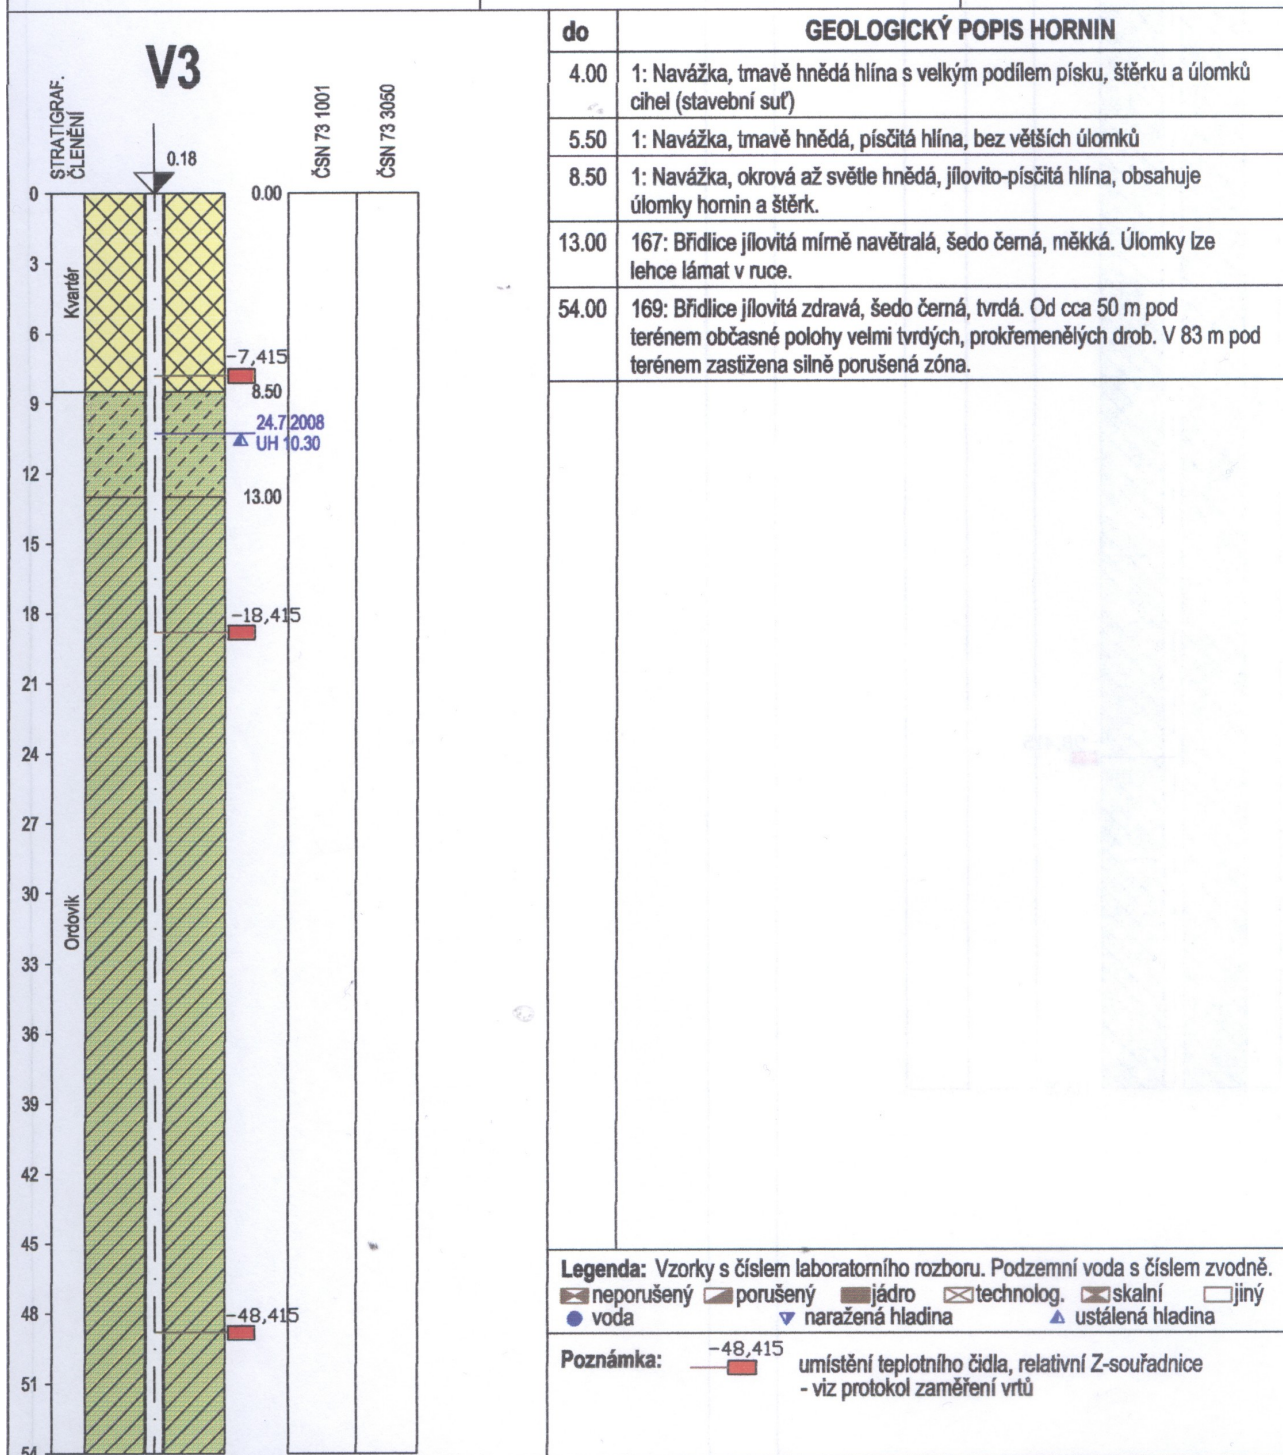 V3
STRATIGRAF.
ČLENĚNÍ
ČSN 73 1001
ČSN 73 3050
0.18
0
0.00
3
Kvartér
6
-7,415
8.50
9
24.7.2008
UH 10.30
12
13.00
15
18
-18,415
21
24
27
30
Ordovik
33
36
39
42
45
48
-48,415
51
54
do GEOLOGICKÝ POPIS HORNIN
4.00 1: Navážka, tmavě hnědá hlína s velkým podílem písku, štěrku a úlomků
cihel (stavební suť)
5.50 1: Navážka, tmavě hnědá, písčitá hlína, bez větších úlomků
8.50 1: Navážka, okrová až světle hnědá, jílovito-písčitá hlína, obsahuje
úlomky hornin a štěrk.
13.00 167: Břidlice jílovitá mírně navětralá, šedo černá, měkká. Úlomky lze
lehce lámat v ruce.
54.00 169: Břidlice jílovitá zdravá, šedo černá, tvrdá. Od cca 50 m pod
terénem občasné polohy velmi tvrdých, prokřemenělých drob. V 83 m pod
terénem zastižena silně porušená zóna.
Legenda: Vzorky s číslem laboratorního rozboru. Podzemní voda s číslem zvodně.
neporušený porušený jádro technolog. skalní jiný
voda naražená hladina ustálená hladina
Poznámka: -48,415 umístění teplotního čidla, relativní Z-souřadnice
- viz protokol zaměření vrtů